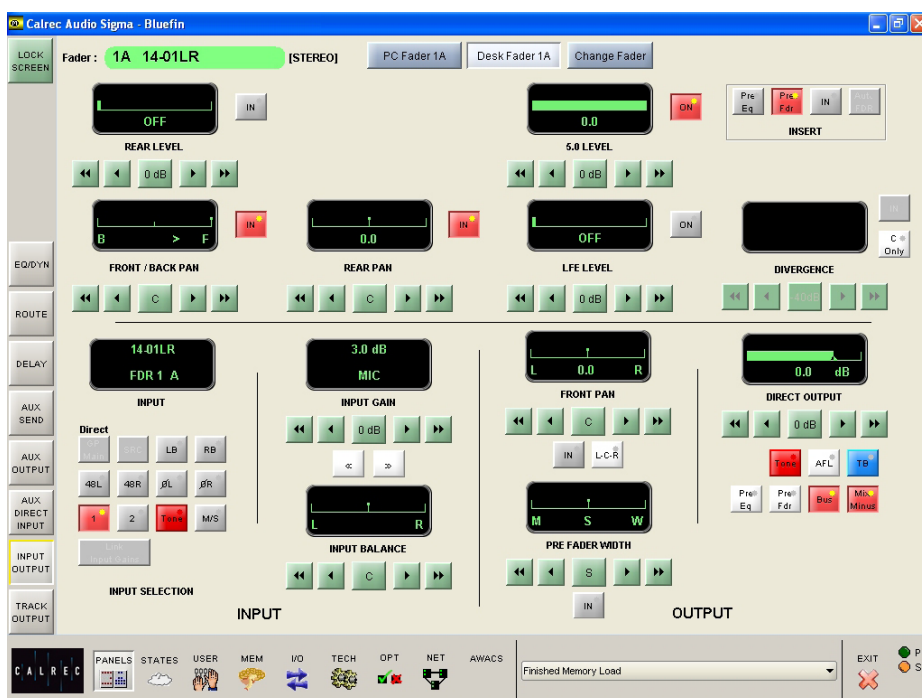 Calrec Audio Sigma - Bluefin
LOCK SCREEN
Fader : 1A 14-01LR [STEREO] PC Fader 1A Desk Fader 1A Change Fader
OFF IN
REAR LEVEL
0 dB
0.0 ON
5.0 LEVEL
0 dB
Pre Eq Pre Fdr IN Aut. FDR
INSERT
B > F IN
FRONT / BACK PAN
C
0.0 IN
REAR PAN
C
OFF ON
LFE LEVEL
0 dB
IN
C Only
DIVERGENCE
EQ/DYN
ROUTE
DELAY
AUX SEND
AUX OUTPUT
AUX DIRECT INPUT
INPUT OUTPUT
TRACK OUTPUT
14-01LR
FDR 1 A
INPUT
Direct
SRC LB RB
48L 48R ØL ØR
1 2 Tone M/S
Link Input Gains
INPUT SELECTION
3.0 dB
MIC
INPUT GAIN
0 dB
<< >>
L R
INPUT BALANCE
C
INPUT
L 0.0 R
FRONT PAN
C
IN L-C-R
M S W
PRE FADER WIDTH
S
IN
0.0 dB
DIRECT OUTPUT
0 dB
Tone AFL TB
Pre Eq Pre Fdr Bus Mix Minus
OUTPUT
CALREC
PANELS STATES USER MEM I/O TECH OPT NET AWACS
Finished Memory Load
EXIT
P
S